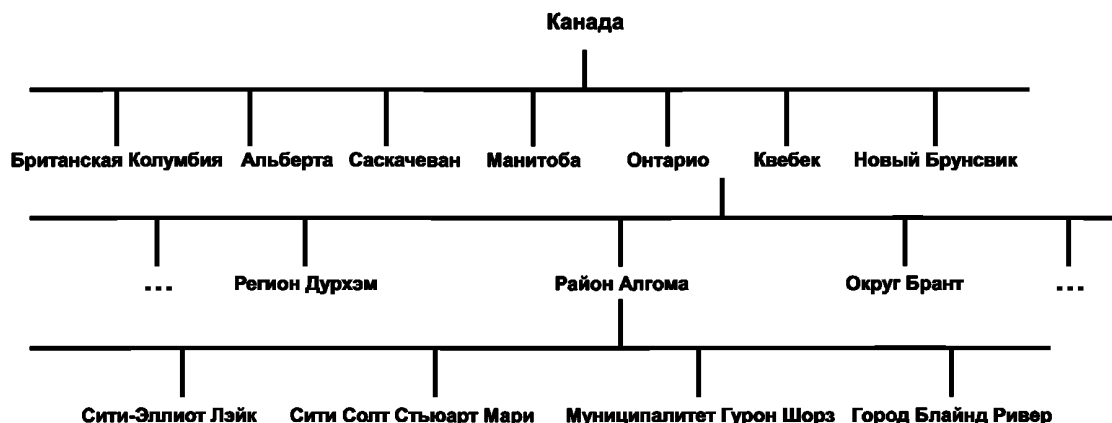 Канада
Британская Колумбия Альберта Саскачеван Манитоба Онтарио Квебек Новый Брунсвик
... Регион Дурхэм Район Алгома Округ Брант ...
Сити-Эллиот Лэйк Сити Солт Стьюарт Мари Муниципалитет Гурон Шорз Город Блайнд Ривер